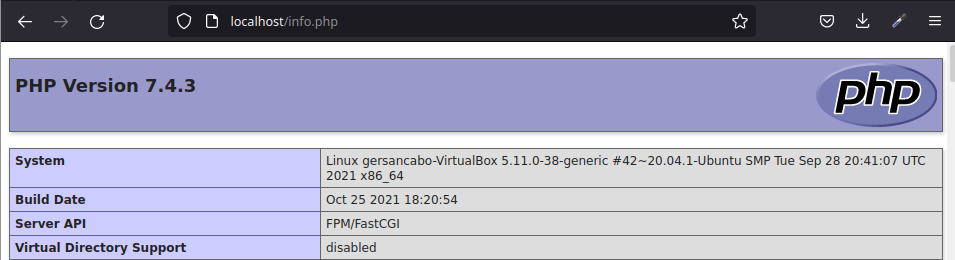 localhost/info.php
PHP Version 7.4.3
php
System
Linux gersancabo-VirtualBox 5.11.0-38-generic #42~20.04.1-Ubuntu SMP Tue Sep 28 20:41:07 UTC
2021 x86_64
Build Date
Oct 25 2021 18:20:54
Server API
FPM/FastCGI
Virtual Directory Support
disabled